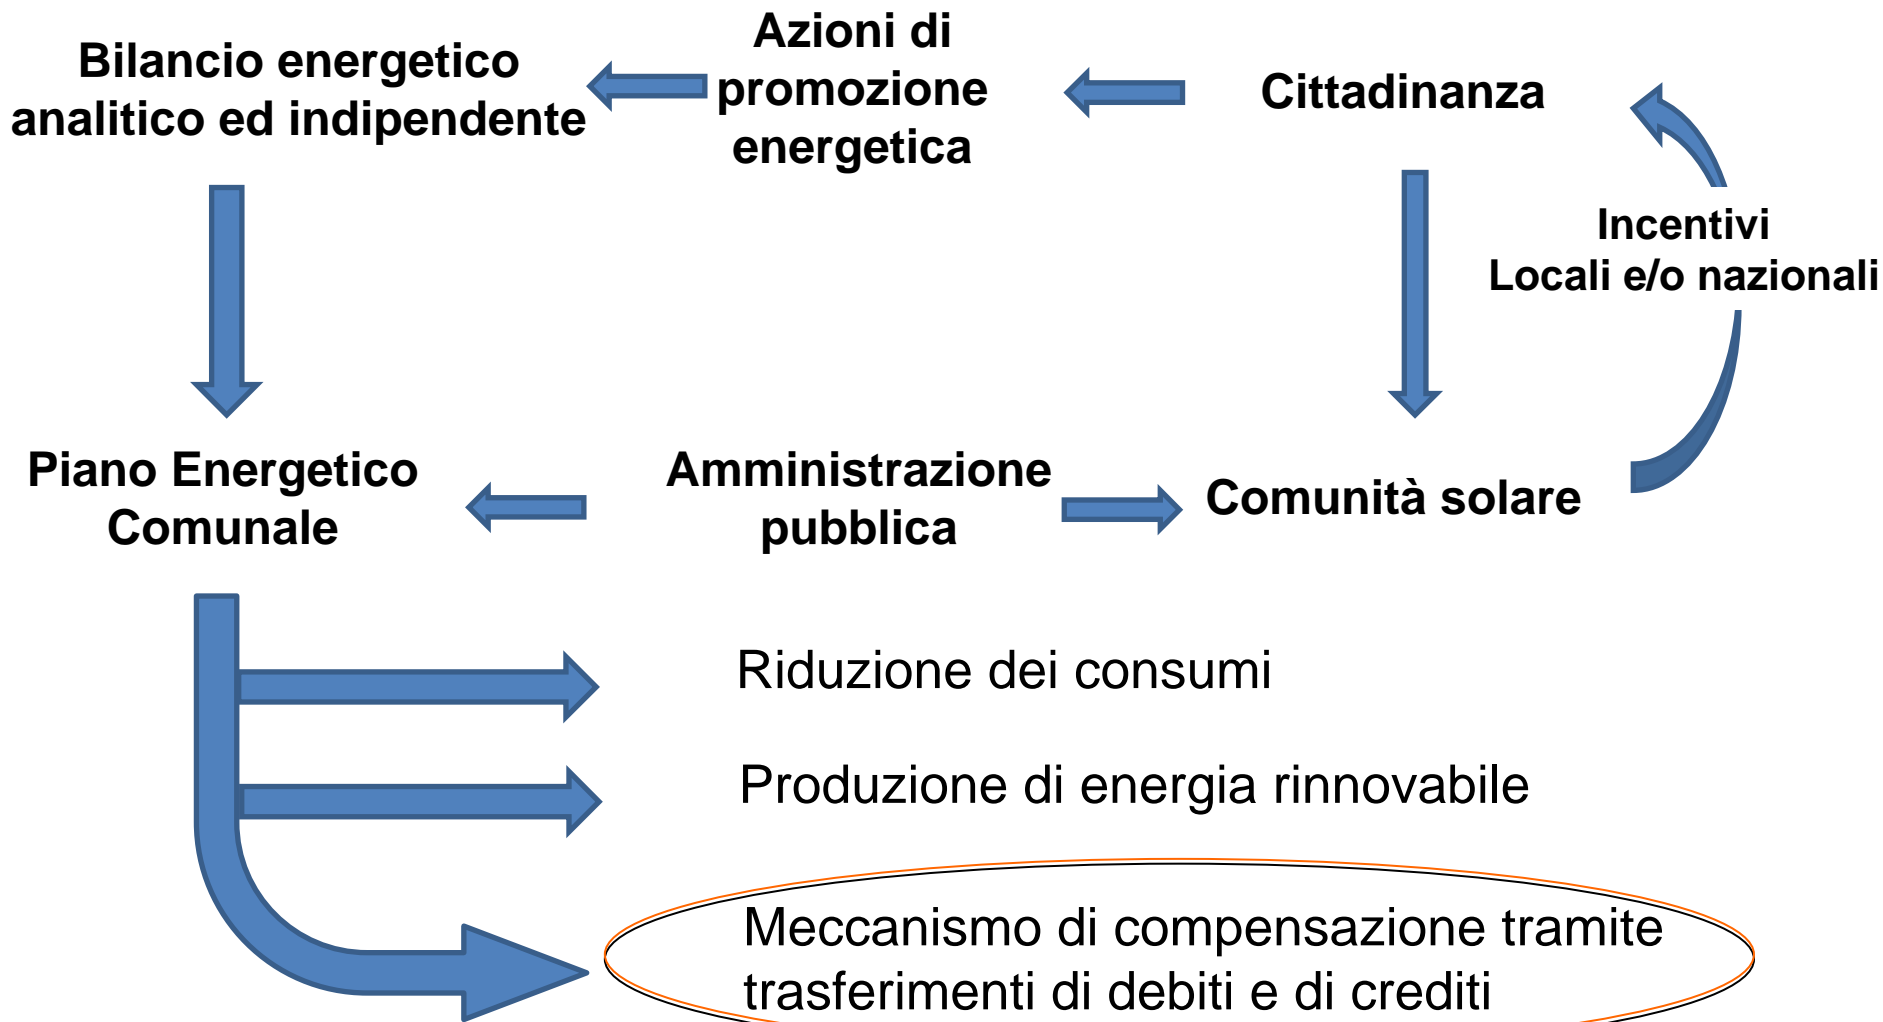 Bilancio energetico
analitico ed indipendente
Azioni di
promozione
energetica
Cittadinanza
Incentivi
Locali e/o nazionali
Piano Energetico
Comunale
Amministrazione
pubblica
Comunità solare
Riduzione dei consumi
Produzione di energia rinnovabile
Meccanismo di compensazione tramite
trasferimenti di debiti e di crediti